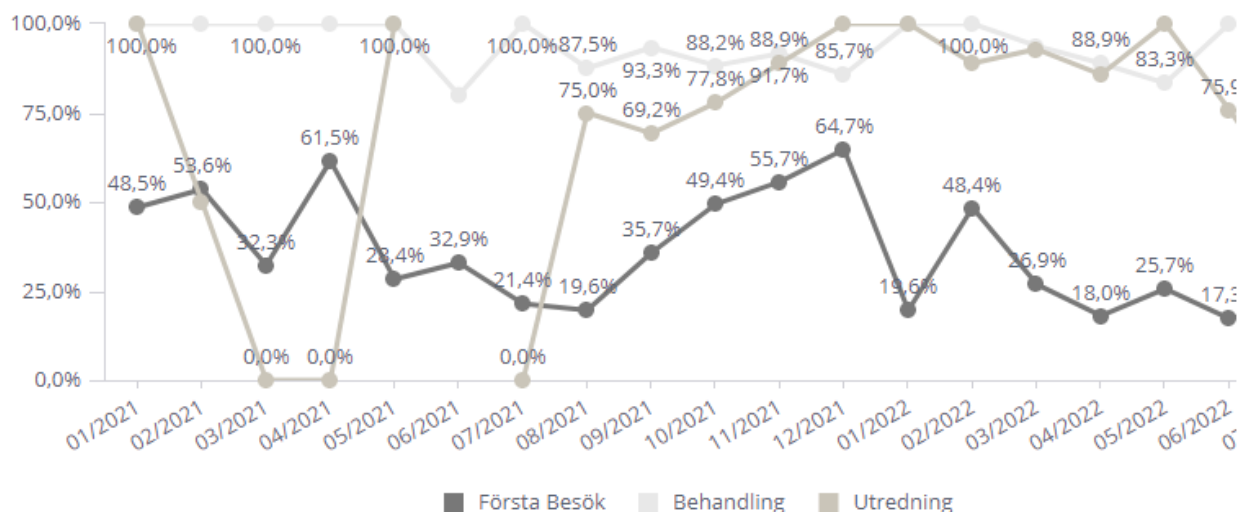 100,0%
100,0% 100,0% 100,0% 100,0% 87,5% 88,2% 88,9% 85,7% 100,0% 88,9% 83,3%
93,3% 77,8% 91,7%
75,0%
75,0% 69,2%
61,5% 64,7%
48,5% 53,6% 49,4% 55,7% 48,4%
50,0%
32,3% 28,4% 32,9% 35,7% 26,9%
25,0%
21,4% 19,6% 19,6% 18,0% 25,7%
0,0% 0,0% 0,0%
0,0%
01/2021 02/2021 03/2021 04/2021 05/2021 06/2021 07/2021 08/2021 09/2021 10/2021 11/2021 12/2021 01/2022 02/2022 03/2022 04/2022 05/2022 06/2022
Första Besök Behandling Utredning